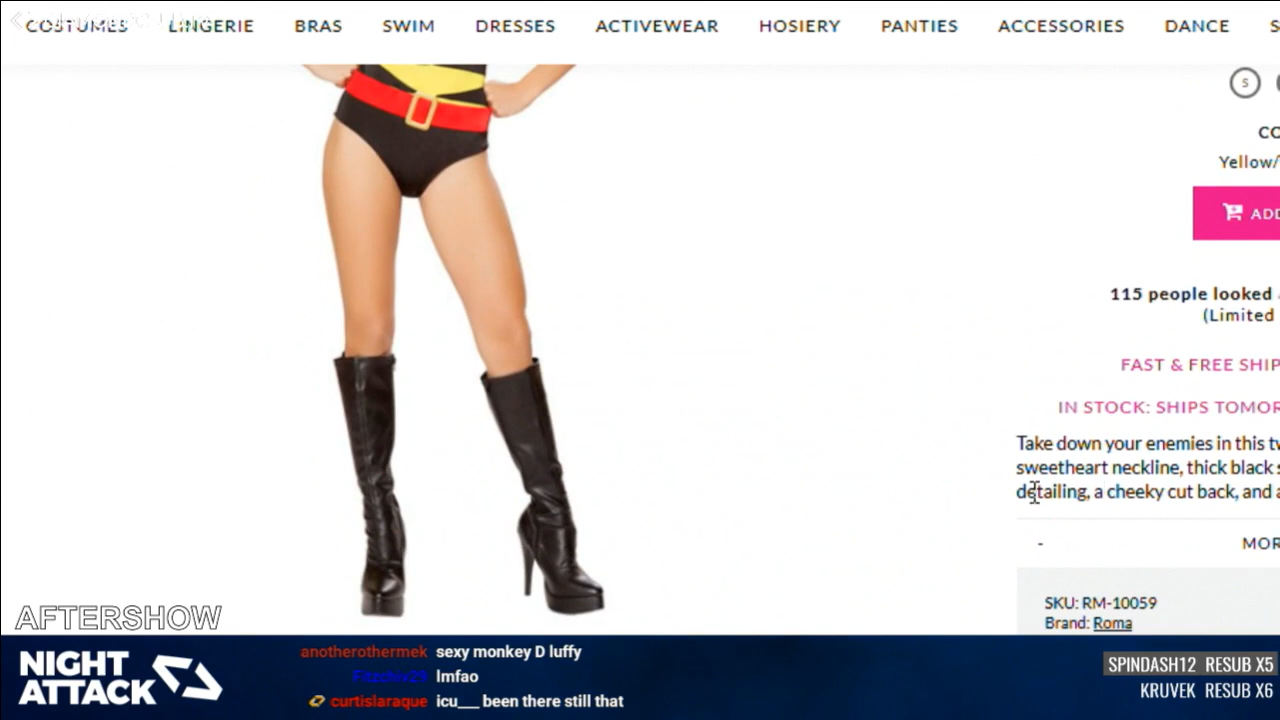 COSTUMES LINGERIE BRAS SWIM DRESSES ACTIVEWEAR HOSIERY PANTIES ACCESSORIES DANCE S
S
CO
Yellow/
ADD
115 people looked
(Limited
FAST & FREE SHIP
IN STOCK: SHIPS TOMOR
Take down your enemies in this tw
sweetheart neckline, thick black s
detailing, a cheeky cut back, and a
- MOR
SKU: RM-10059
Brand: Roma
AFTERSHOW
NIGHT
ATTACK
anotherothermek sexy monkey D luffy
Fitzchiv29 lmfao
curtislaraque icu___ been there still that
SPINDASH12 RESUB X5
KRUVEK RESUB X6